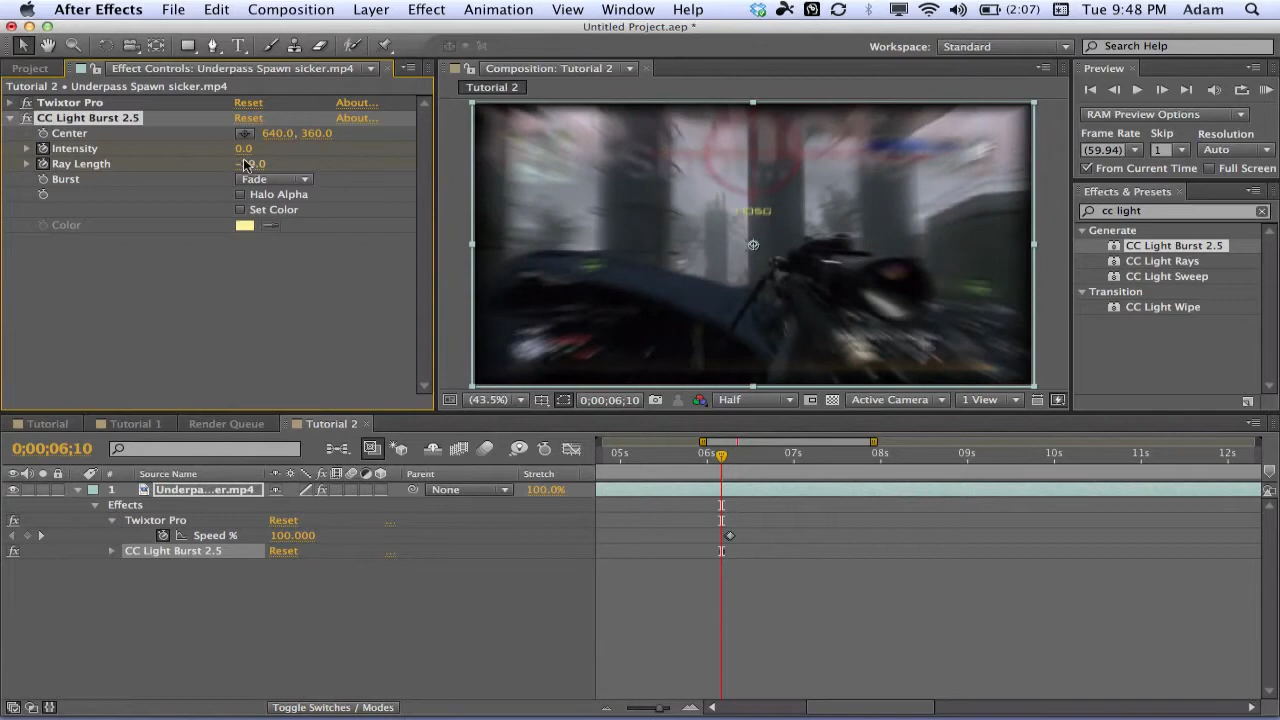 After Effects File Edit Composition Layer Effect Animation View Window Help (2:07) Tue 9:48 PM Adam
Untitled Project.aep *
Workspace: Standard Search Help
Project Effect Controls: Underpass Spawn sicker.mp4
Tutorial 2 • Underpass Spawn sicker.mp4
fx Twixtor Pro Reset About...
fx CC Light Burst 2.5 Reset About...
Center 640.0, 360.0
Intensity 0.0
Ray Length
Burst Fade
Halo Alpha
Set Color
Color
Composition: Tutorial 2
Tutorial 2
(43.5%) 0;00;06;10 Half Active Camera 1 View
Preview
RAM Preview Options
Frame Rate Skip Resolution
(59.94) 1 Auto
From Current Time Full Screen
Effects & Presets
cc light
Generate
CC Light Burst 2.5
CC Light Rays
CC Light Sweep
Transition
CC Light Wipe
Tutorial Tutorial 1 Render Queue Tutorial 2
0;00;06;10
# Source Name Parent Stretch
05s 06s 07s 08s 09s 10s 11s 12s
1 Underpa...er.mp4 None 100.0%
Effects
fx Twixtor Pro Reset ...
Speed % 100.000
fx CC Light Burst 2.5 Reset ...
Toggle Switches / Modes